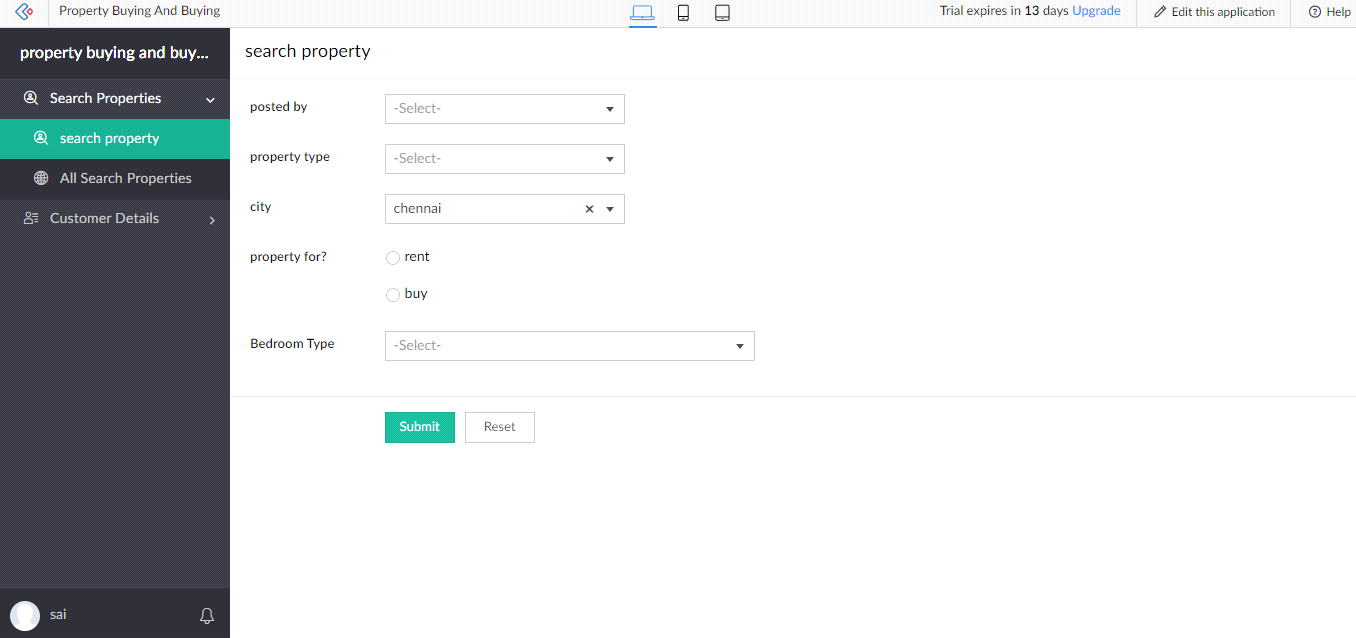 Property Buying And Buying
Trial expires in 13 days Upgrade
Edit this application
Help
property buying and buy...
Search Properties
search property
All Search Properties
Customer Details
sai
search property
posted by
-Select-
property type
-Select-
city
chennai
property for?
rent
buy
Bedroom Type
-Select-
Submit
Reset